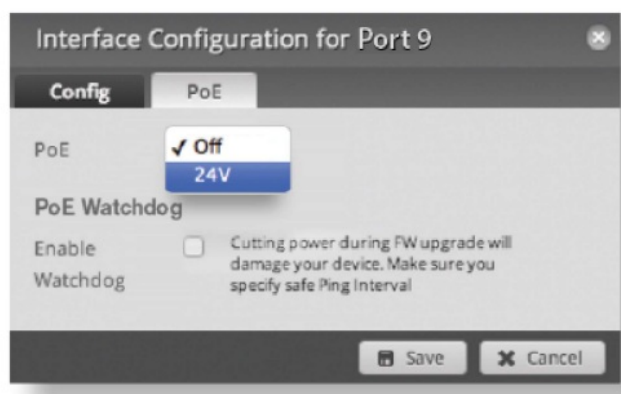 Interface Configuration for Port 9
Config
PoE
PoE
✓ Off
24V
PoE Watchdog
Enable
Watchdog
Cutting power during FW upgrade will
damage your device. Make sure you
specify safe Ping Interval
Save
Cancel